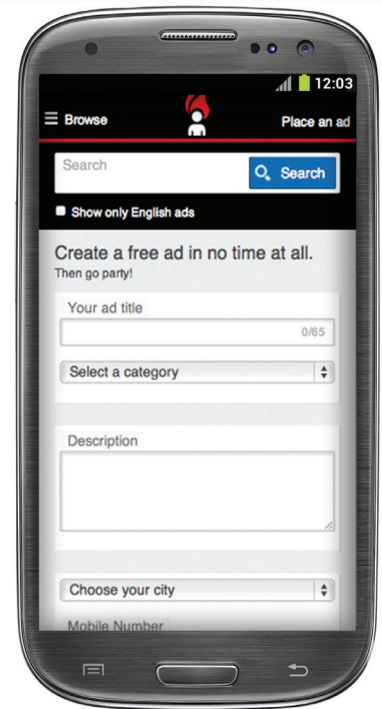 12:03
Browse
Place an ad
Search
Search
Show only English ads
Create a free ad in no time at all.
Then go party!
Your ad title
0/65
Select a category
Description
Choose your city
Mobile Number